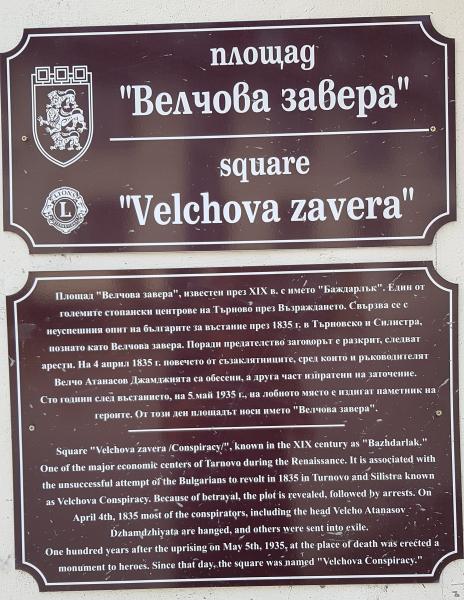 площад
"Велчова завера"
square
LIONS
L
"Velchova zavera"
Площад "Велчова завера", известен през XIX в. с името "Баждарлък". Един от
големите стопански центрове на Търново през Възраждането. Свързва се с
неуспешния опит на българите за въстание през 1835 г. в Търновско и Силистра,
познато като Велчова завера. Поради предателство заговорът е разкрит, следват
арести. На 4 април 1835 г. повечето от съзаклятниците, сред които и ръководителят
Велчо Атанасов Джамджията са обесени, а друга част изпратени на заточение.
Сто години след въстанието, на 5 май 1935 г., на лобното място е издигат паметник на
героите. От този ден площадът носи името "Велчова завера".
Square "Velchova zavera /Conspiracy/", known in the XIX century as "Bazhdarlak."
One of the major economic centers of Tarnovo during the Renaissance. It is associated with
the unsuccessful attempt of the Bulgarians to revolt in 1835 in Turnovo and Silistra known
as Velchova Conspiracy. Because of betrayal, the plot is revealed, followed by arrests. On
April 4th, 1835 most of the conspirators, including the head Velcho Atanasov
Dzhamdzhiyata are hanged, and others were sent into exile.
One hundred years after the uprising on May 5th, 1935, at the place of death was erected a
monument to heroes. Since that day, the square was named "Velchova Conspiracy."